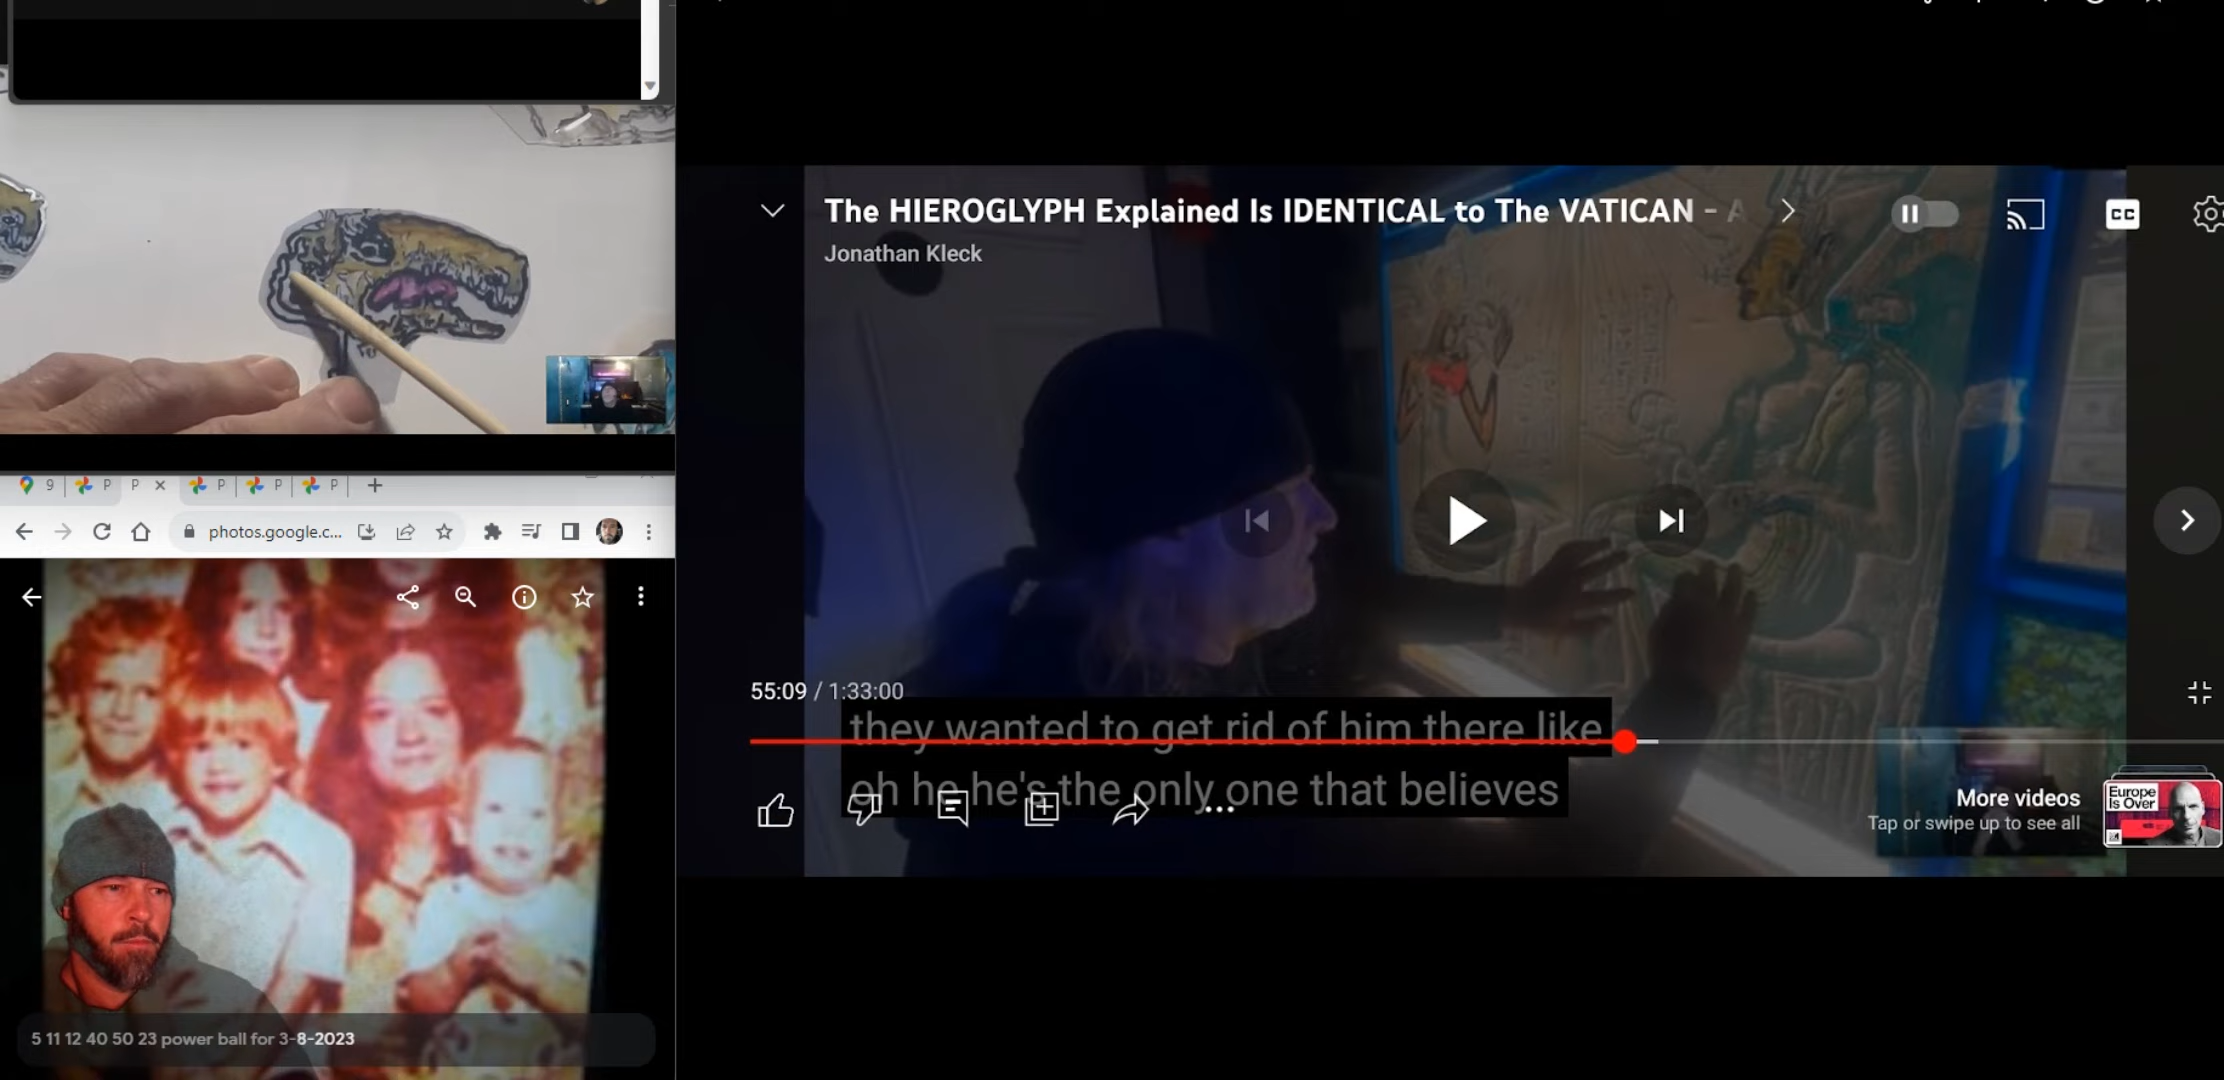 9 P P P P P
photos.google.c...
5 11 12 40 50 23 power ball for 3-8-2023
The HIEROGLYPH Explained Is IDENTICAL to The VATICAN - A
CC
Jonathan Kleck
55:09 / 1:33:00
they wanted to get rid of him there like
oh he he's the only one that believes
More videos
Tap or swipe up to see all
Europe
Is Over